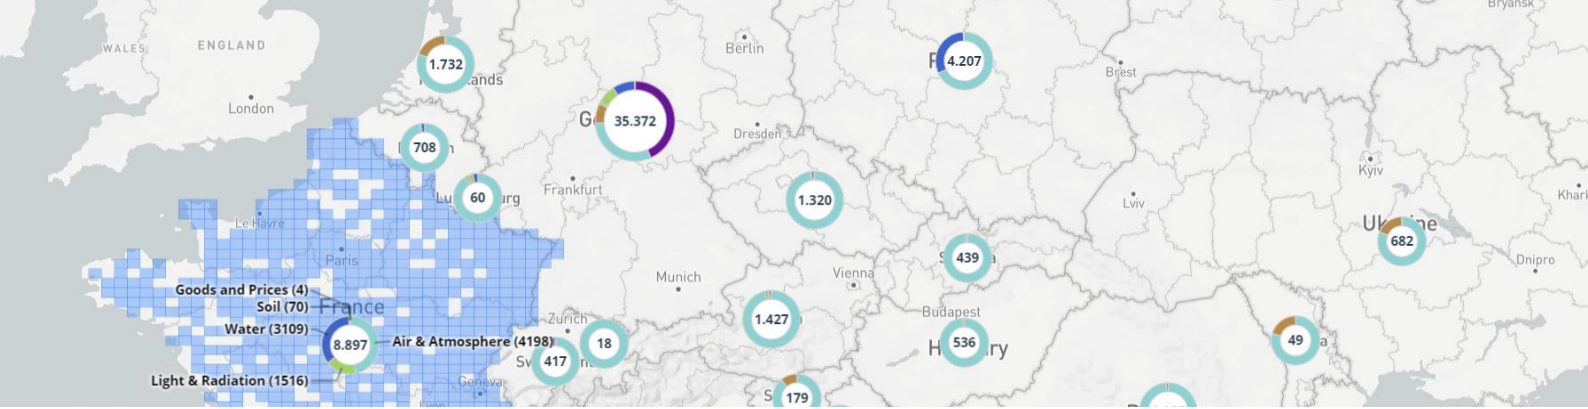 Bryansk
WALES
ENGLAND
Berlin
1.732
4.207
Brest
London
35.372
Dresden
708
Kyiv
Frankfurt
60
1.320
Lviv
Le Havre
682
Paris
439
Dnipro
Munich
Vienna
Goods and Prices (4)
Soil (70)
France
Budapest
Zurich
1.427
Water (3109)
8.897
Air & Atmosphere (4198)
18
536
49
417
Light & Radiation (1516)
Geneva
179
Lyon